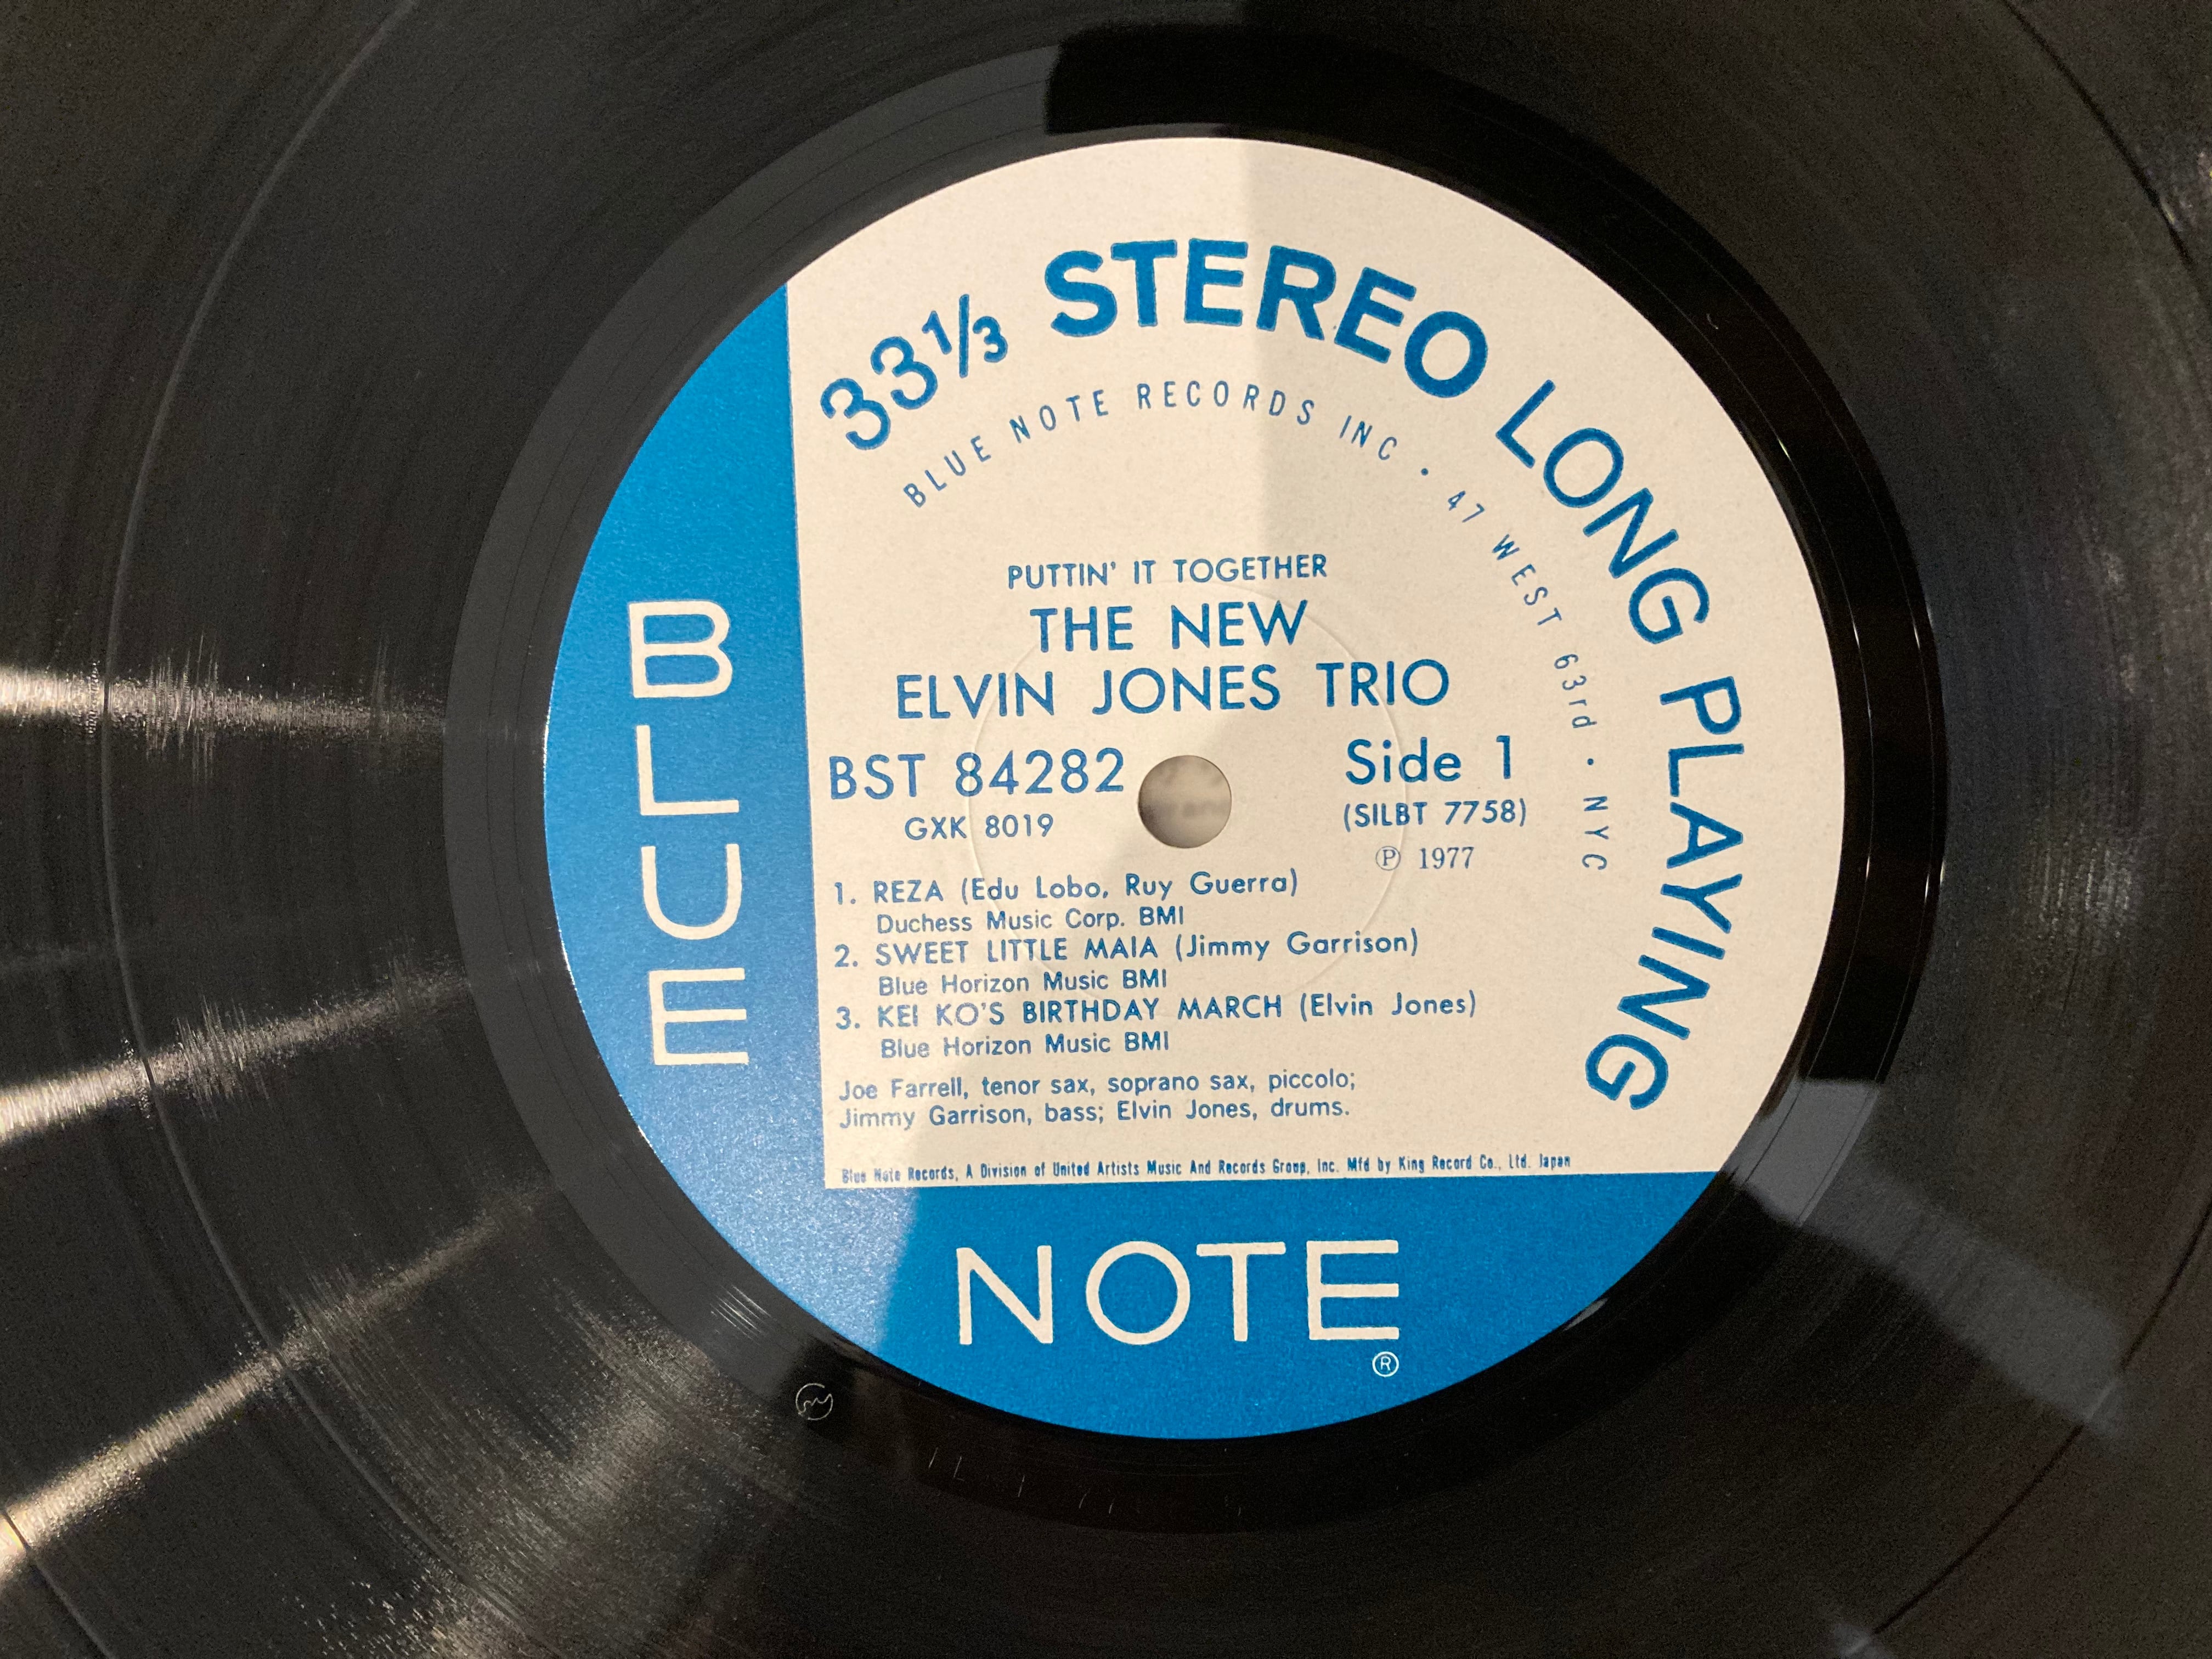 33⅓ STEREO LONG PLAYING
BLUE NOTE RECORDS INC • 47 WEST 63rd • NYC
PUTTIN' IT TOGETHER
THE NEW
ELVIN JONES TRIO
BST 84282
GXK 8019
Side 1
(SILBT 7758)
Ⓟ 1977
1. REZA (Edu Lobo, Ruy Guerra)
Duchess Music Corp. BMI
2. SWEET LITTLE MAIA (Jimmy Garrison)
Blue Horizon Music BMI
3. KEI KO'S BIRTHDAY MARCH (Elvin Jones)
Blue Horizon Music BMI
Joe Farrell, tenor sax, soprano sax, piccolo;
Jimmy Garrison, bass; Elvin Jones, drums.
Blue Note Records, A Division of United Artists Music And Records Group, Inc. Mfd by King Record Co., Ltd. Japan
BLUE
NOTE
®